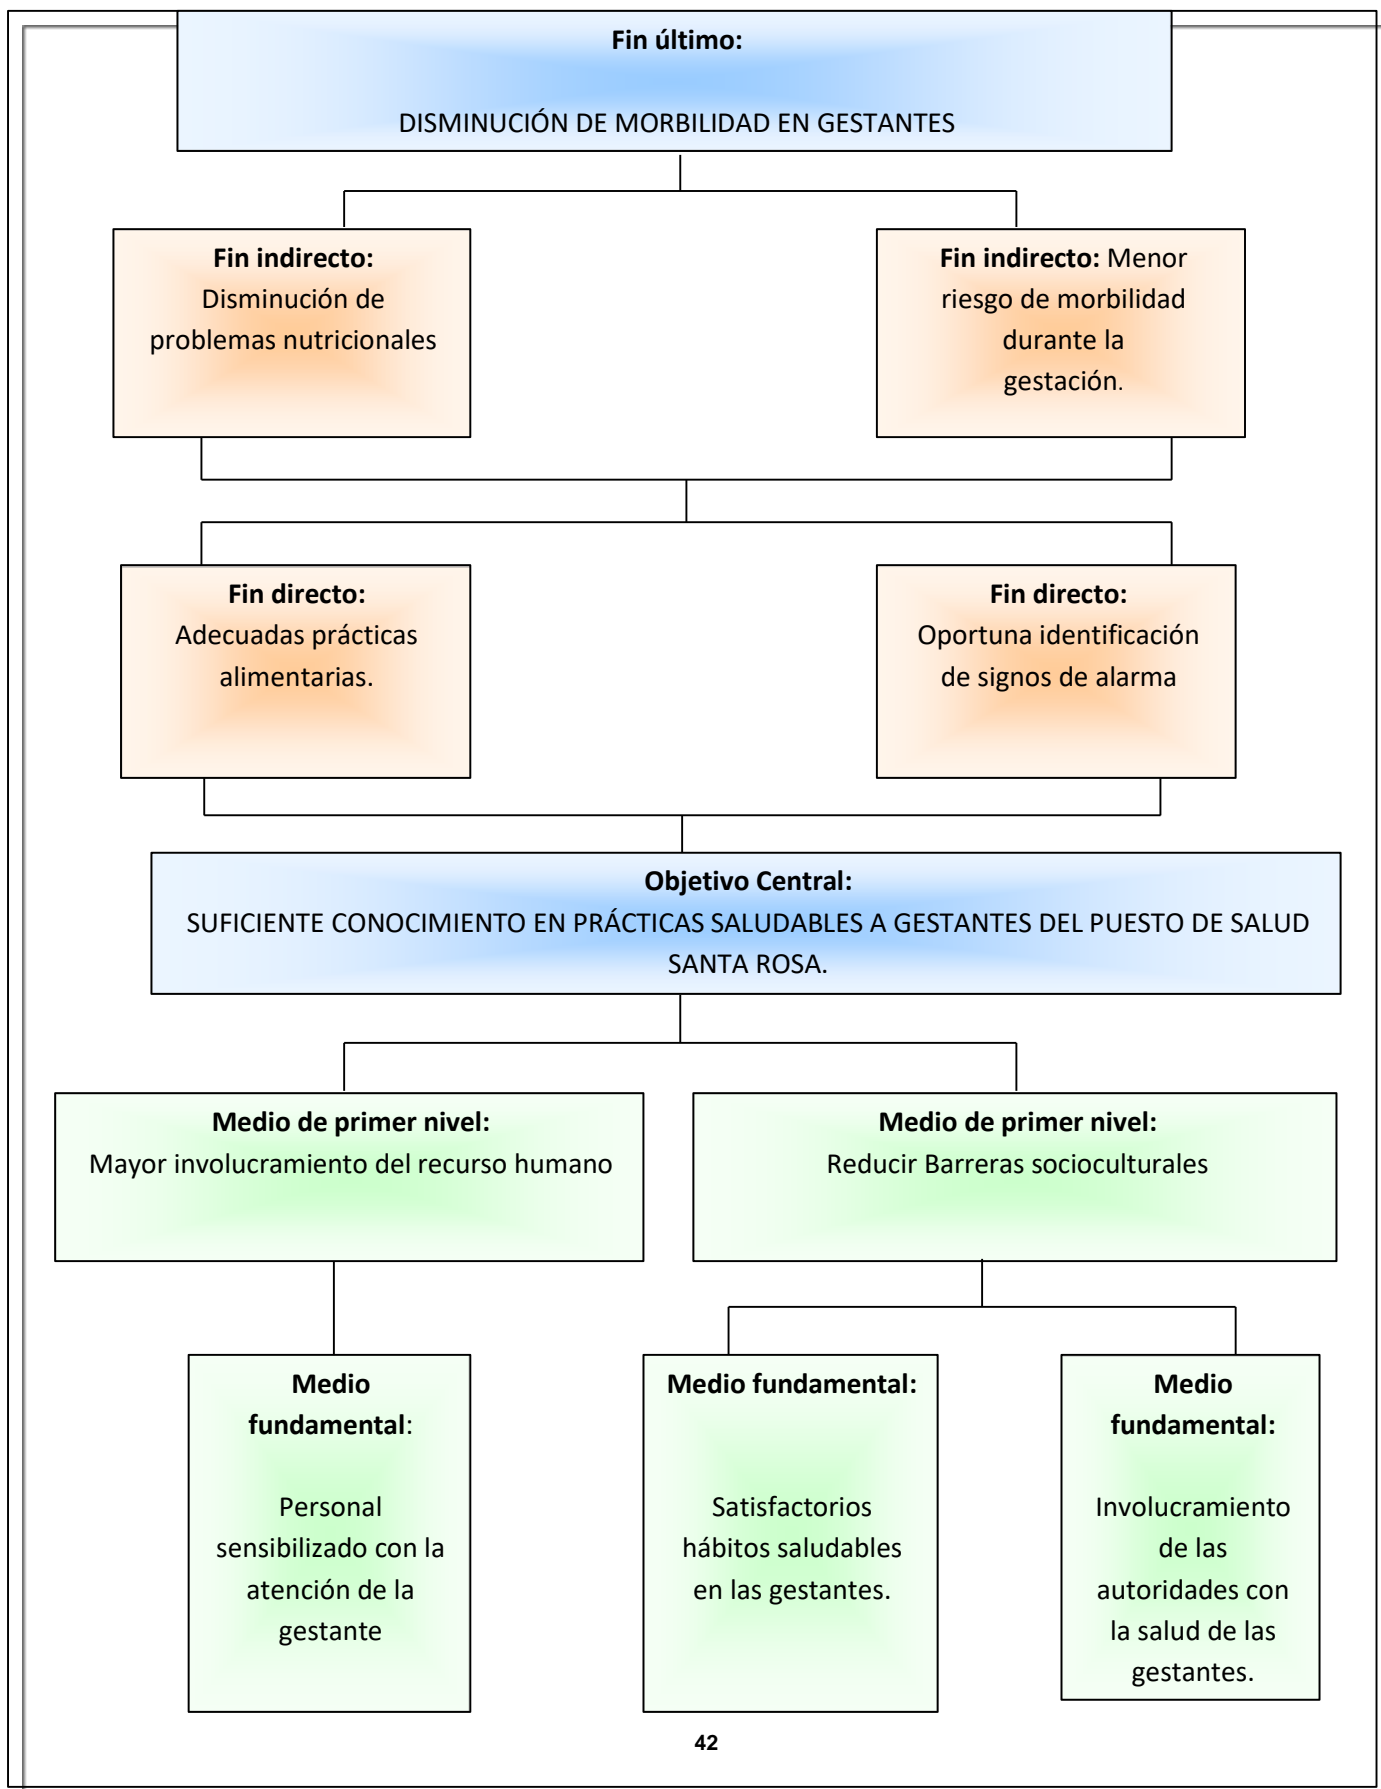 Fin último:
DISMINUCIÓN DE MORBILIDAD EN GESTANTES
Fin indirecto:
Disminución de
problemas nutricionales
Fin indirecto: Menor
riesgo de morbilidad
durante la
gestación.
Fin directo:
Adecuadas prácticas
alimentarias.
Fin directo:
Oportuna identificación
de signos de alarma
Objetivo Central:
SUFICIENTE CONOCIMIENTO EN PRÁCTICAS SALUDABLES A GESTANTES DEL PUESTO DE SALUD
SANTA ROSA.
Medio de primer nivel:
Mayor involucramiento del recurso humano
Medio de primer nivel:
Reducir Barreras socioculturales
Medio
fundamental:
Personal
sensibilizado con la
atención de la
gestante
Medio fundamental:
Satisfactorios
hábitos saludables
en las gestantes.
Medio
fundamental:
Involucramiento
de las
autoridades con
la salud de las
gestantes.
42